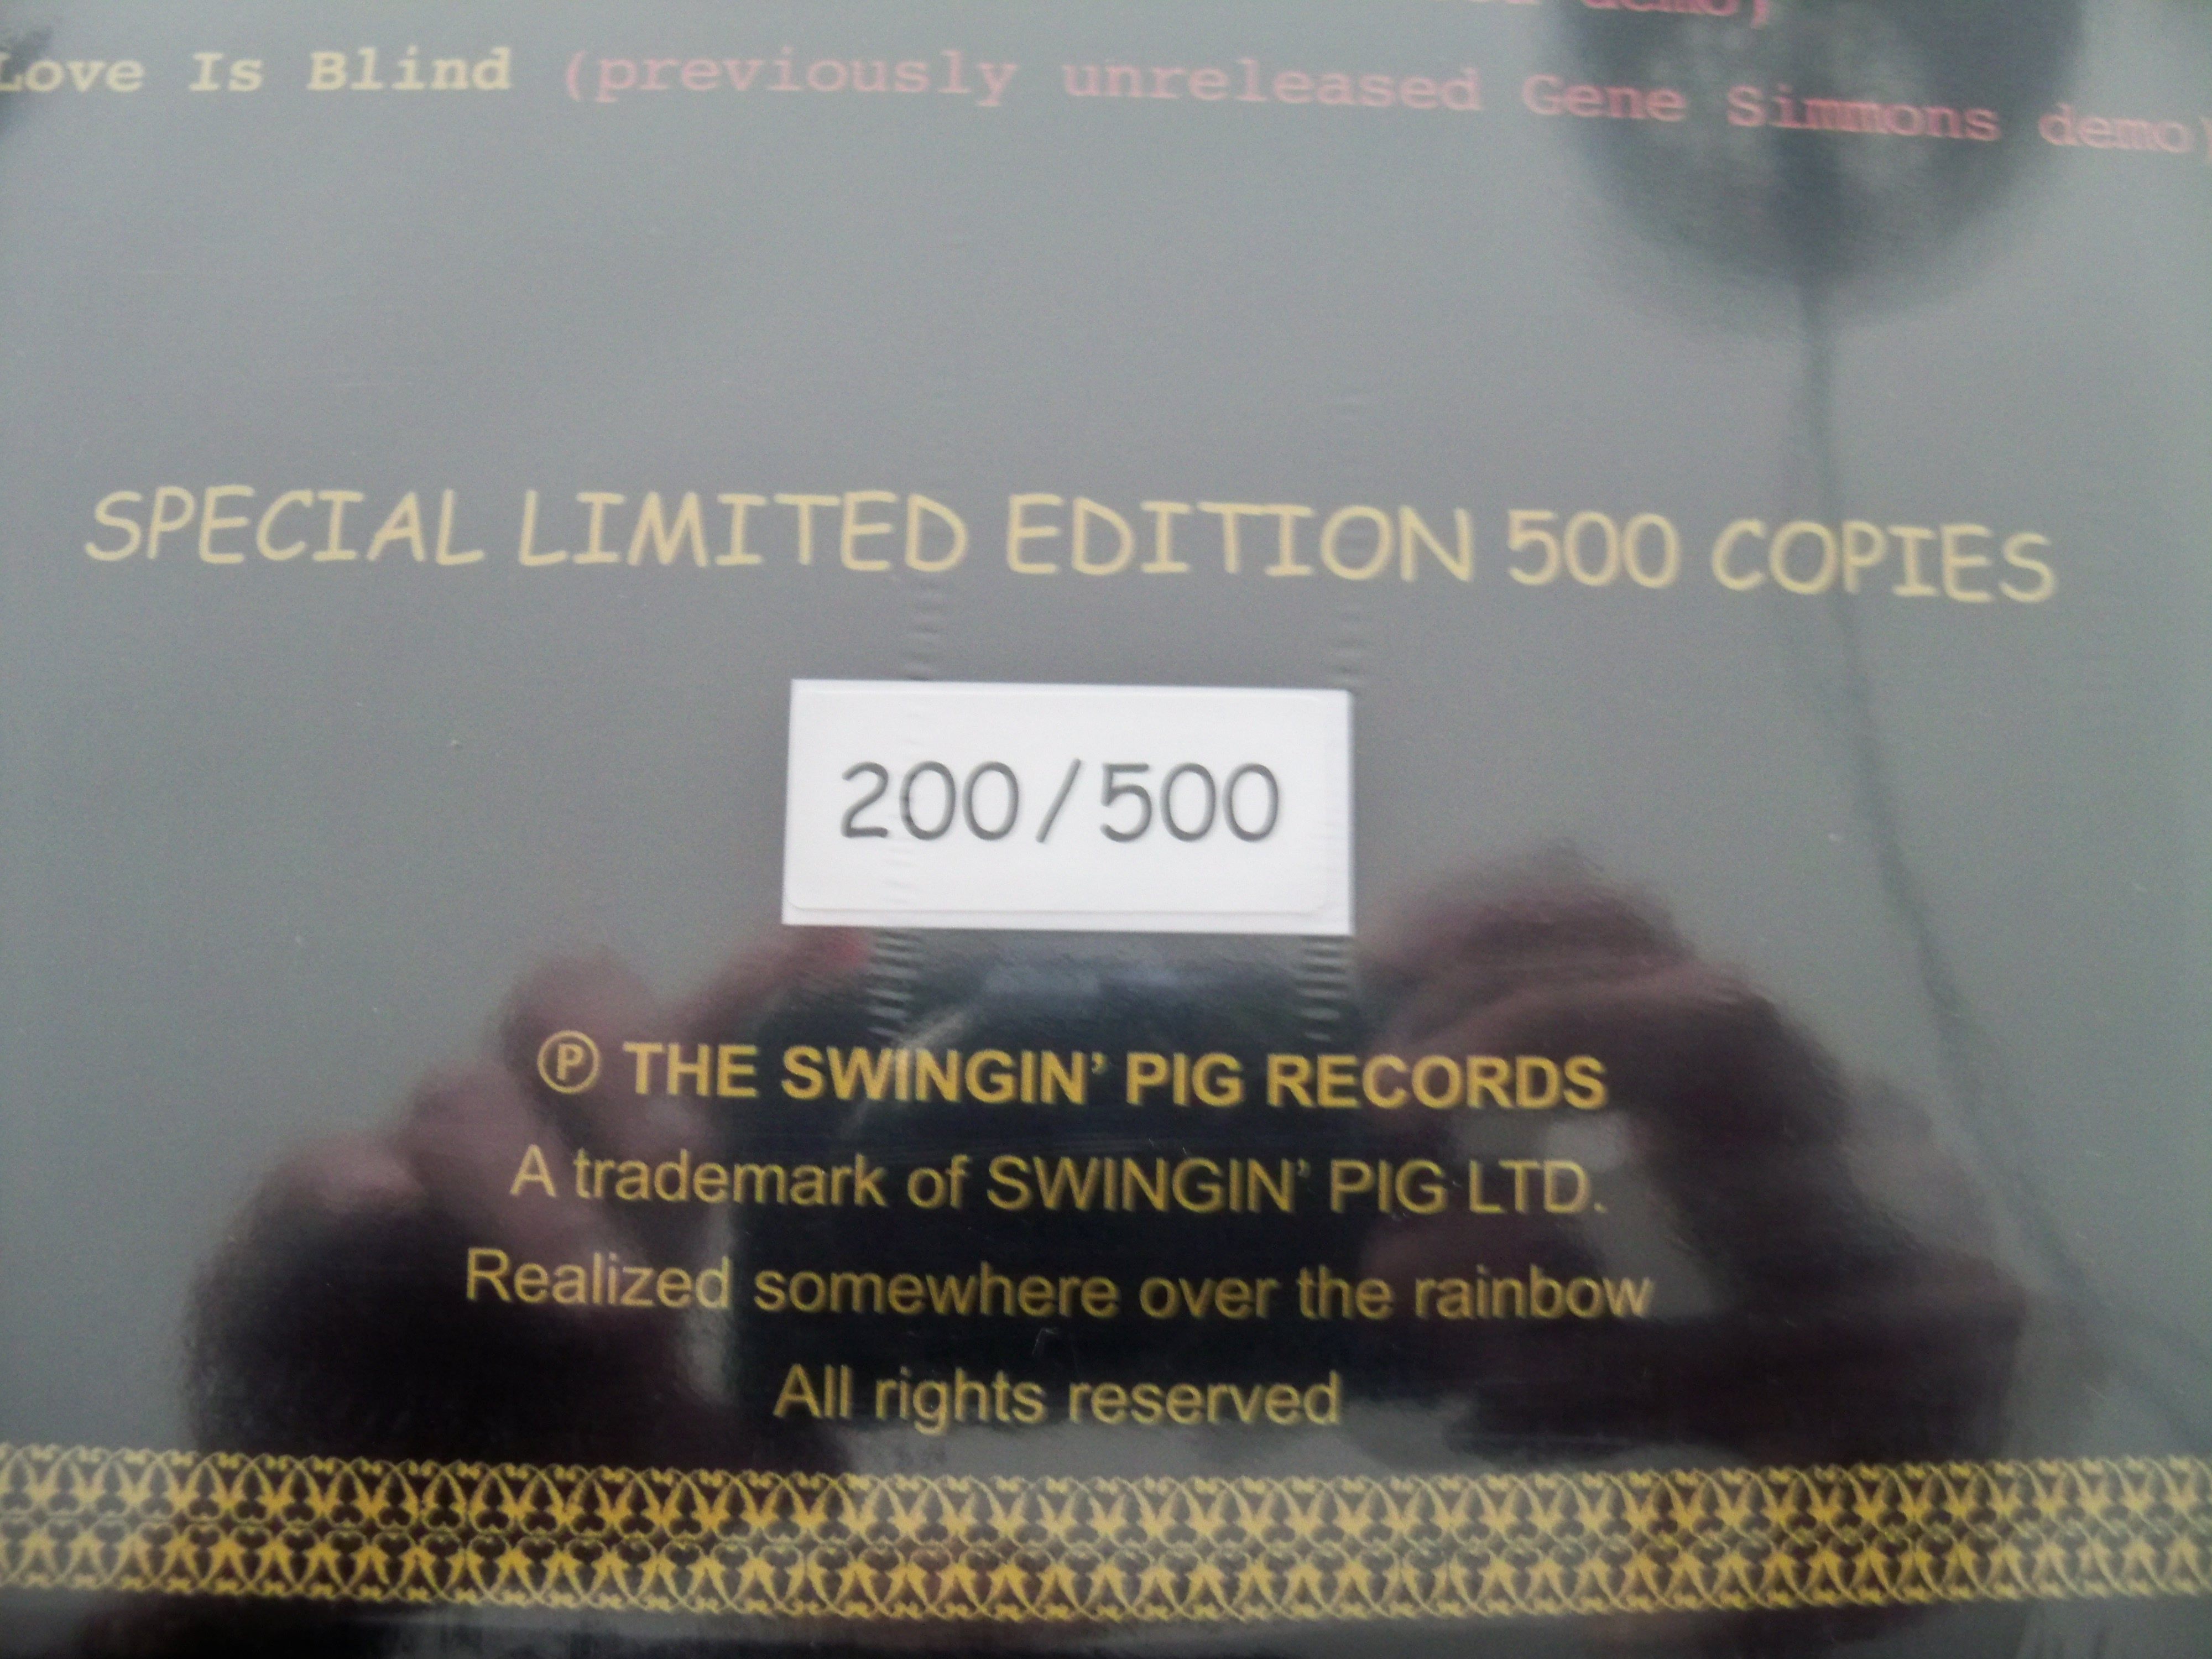 demo)
Love Is Blind (previously unreleased Gene Simmons demo)
SPECIAL LIMITED EDITION 500 COPIES
200/500
Ⓟ THE SWINGIN’ PIG RECORDS
A trademark of SWINGIN’ PIG LTD.
Realized somewhere over the rainbow
All rights reserved